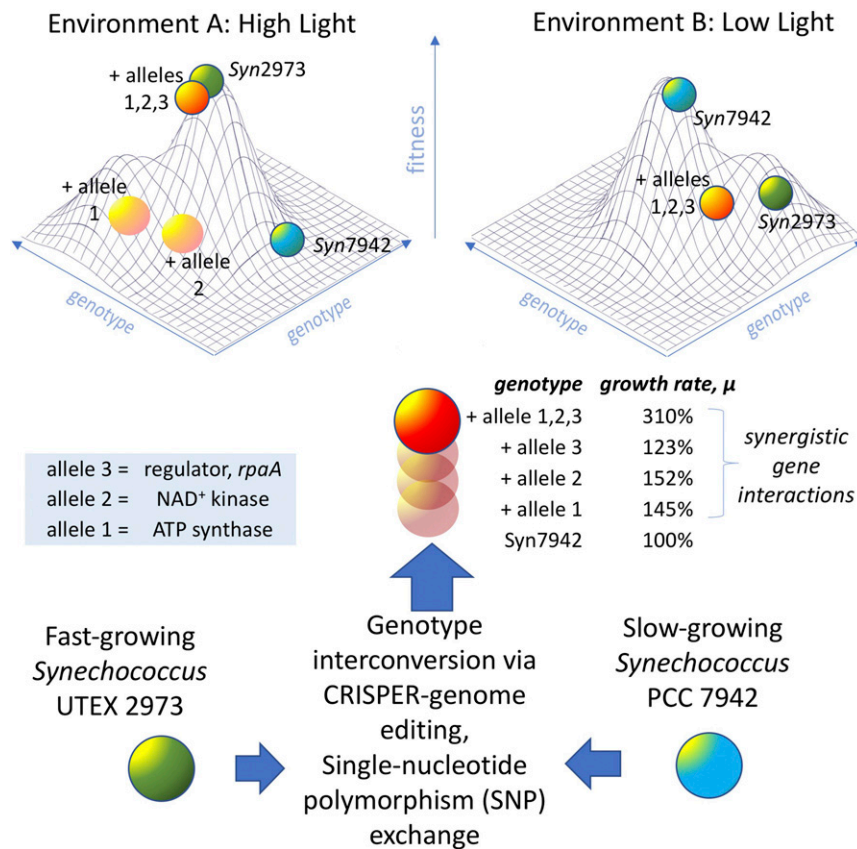 Environment A: High Light
Environment B: Low Light
+ alleles
1,2,3
Syn2973
+ allele
1
+ allele
2
Syn7942
genotype
genotype
fitness
Syn7942
+ alleles
1,2,3
Syn2973
genotype
genotype
genotype growth rate, μ
+ allele 1,2,3 310%
+ allele 3 123%
+ allele 2 152%
+ allele 1 145%
Syn7942 100%
synergistic
gene
interactions
allele 3 = regulator, rpaA
allele 2 = NAD⁺ kinase
allele 1 = ATP synthase
Fast-growing
Synechococcus
UTEX 2973
Genotype
interconversion via
CRISPER-genome
editing,
Single-nucleotide
polymorphism (SNP)
exchange
Slow-growing
Synechococcus
PCC 7942